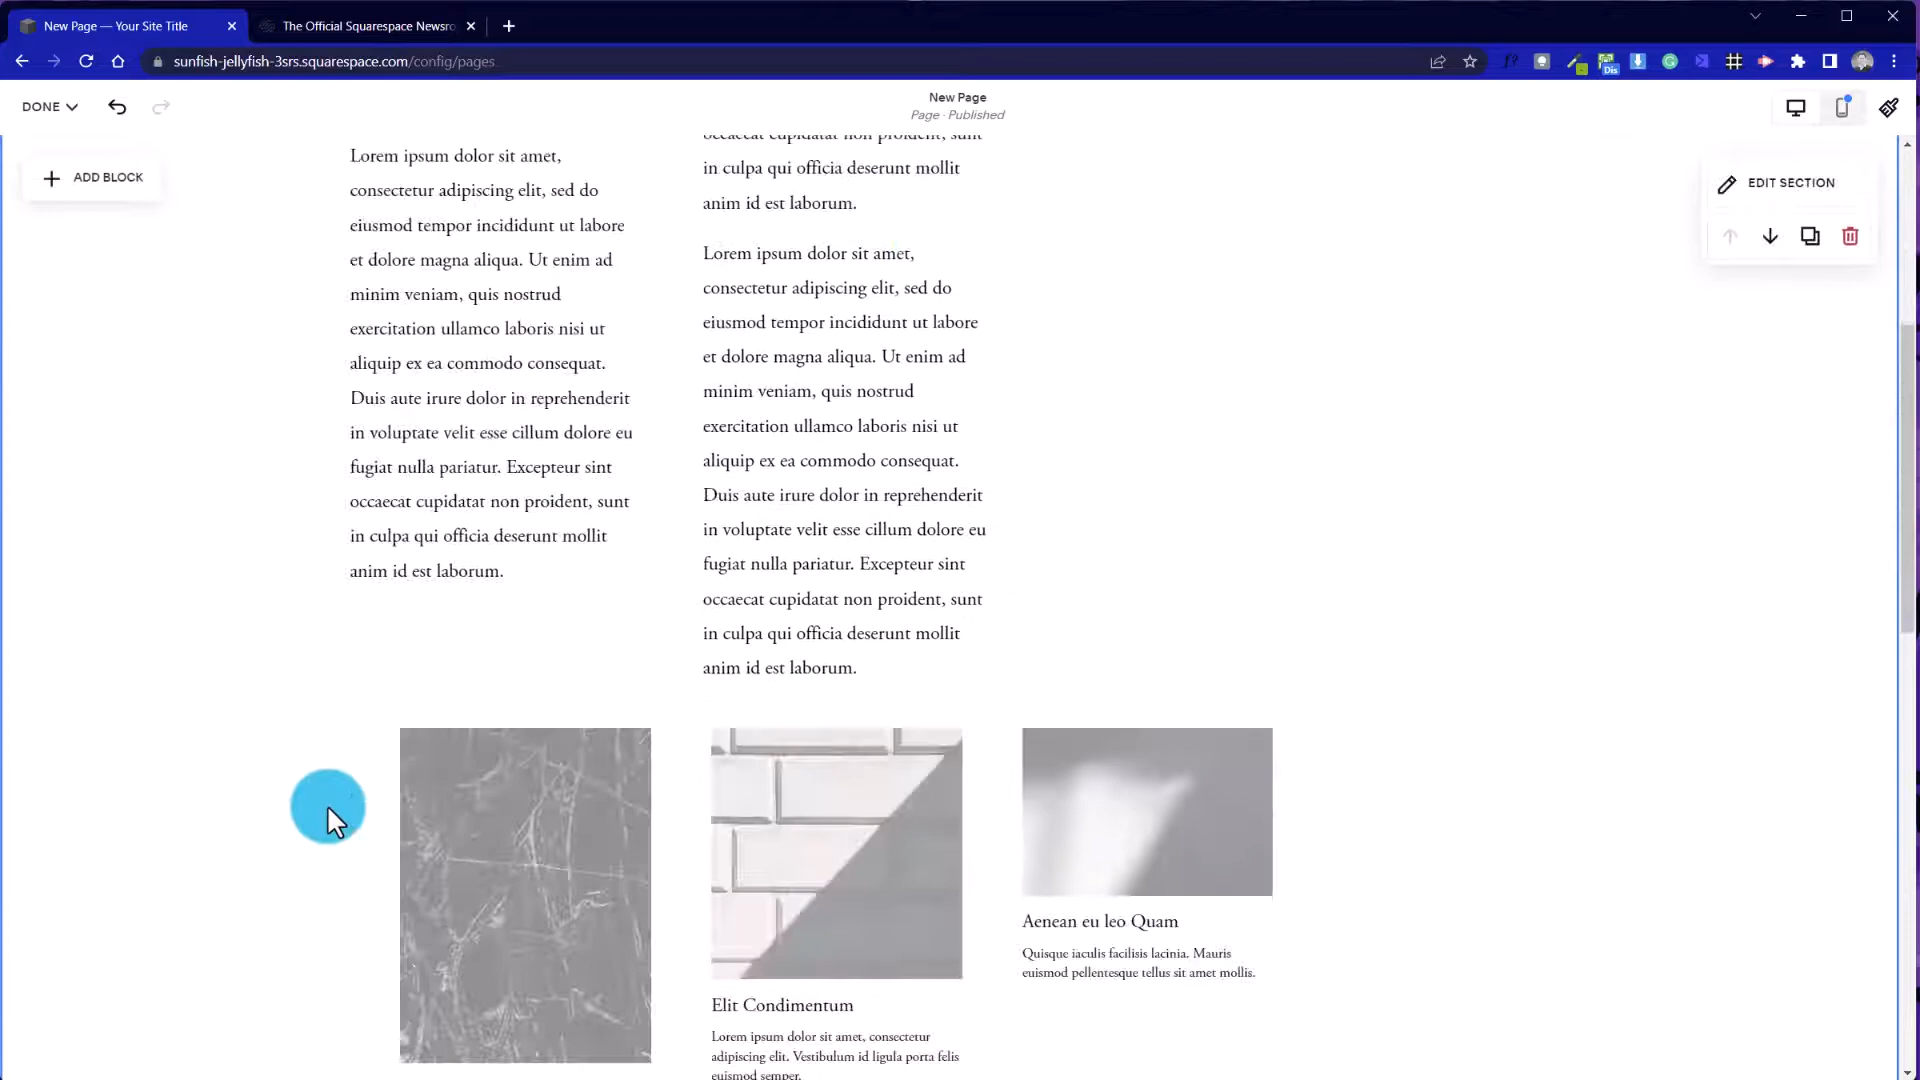 New Page — Your Site Title
The Official Squarespace Newsro
sunfish-jellyfish-3srs.squarespace.com/config/pages
Dis
DONE
New Page
Page · Published
ADD BLOCK
EDIT SECTION
Lorem ipsum dolor sit amet,
consectetur adipiscing elit, sed do
eiusmod tempor incididunt ut labore
et dolore magna aliqua. Ut enim ad
minim veniam, quis nostrud
exercitation ullamco laboris nisi ut
aliquip ex ea commodo consequat.
Duis aute irure dolor in reprehenderit
in voluptate velit esse cillum dolore eu
fugiat nulla pariatur. Excepteur sint
occaecat cupidatat non proident, sunt
in culpa qui officia deserunt mollit
anim id est laborum.
occaecat cupidatat non proident, sunt
in culpa qui officia deserunt mollit
anim id est laborum.
Lorem ipsum dolor sit amet,
consectetur adipiscing elit, sed do
eiusmod tempor incididunt ut labore
et dolore magna aliqua. Ut enim ad
minim veniam, quis nostrud
exercitation ullamco laboris nisi ut
aliquip ex ea commodo consequat.
Duis aute irure dolor in reprehenderit
in voluptate velit esse cillum dolore eu
fugiat nulla pariatur. Excepteur sint
occaecat cupidatat non proident, sunt
in culpa qui officia deserunt mollit
anim id est laborum.
Elit Condimentum
Lorem ipsum dolor sit amet, consectetur
adipiscing elit. Vestibulum id ligula porta felis
euismod semper.
Aenean eu leo Quam
Quisque iaculis facilisis lacinia. Mauris
euismod pellentesque tellus sit amet mollis.